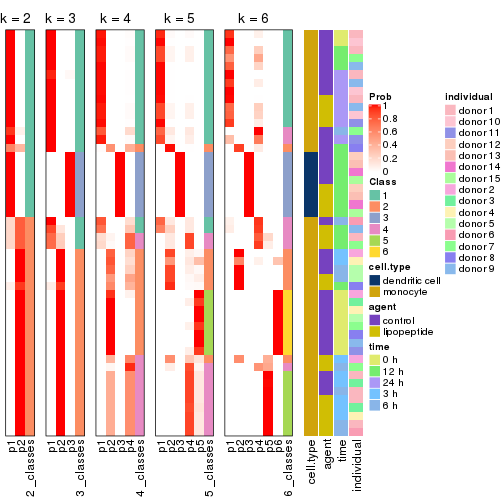 k = 2
k = 3
k = 4
k = 5
k = 6
p1
p2
2_classes
p1
p2
p3
3_classes
p1
p2
p3
p4
4_classes
p1
p2
p3
p4
p5
5_classes
p1
p2
p3
p4
p5
p6
6_classes
cell.type
agent
time
individual
Prob
1
0.8
0.6
0.4
0.2
0
Class
1
2
3
4
5
6
cell.type
dendritic cell
monocyte
agent
control
lipopeptide
time
0 h
12 h
24 h
3 h
6 h
individual
donor 1
donor 10
donor 11
donor 12
donor 13
donor 14
donor 15
donor 2
donor 3
donor 4
donor 5
donor 6
donor 7
donor 8
donor 9